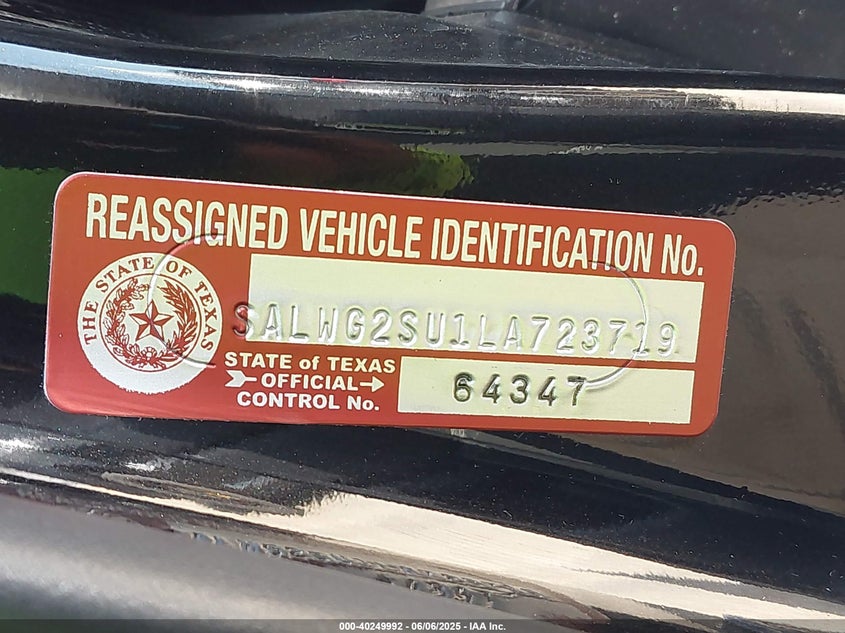 REASSIGNED VEHICLE IDENTIFICATION No.
THE STATE OF TEXAS
SALWG2SU1LA723719
STATE of TEXAS
OFFICIAL
CONTROL No.
64347
000-40249992 - 06/06/2025 - IAA Inc.